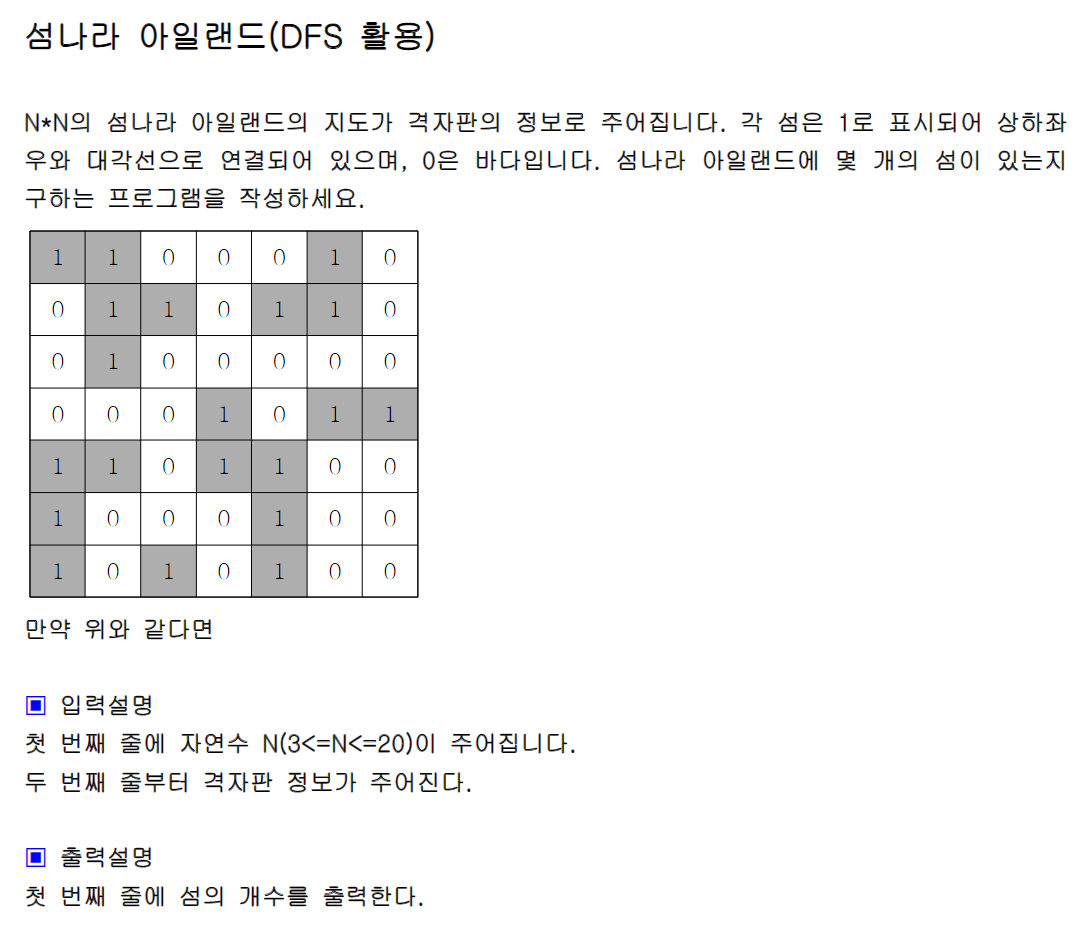 섬나라 아일랜드(DFS 활용)
N*N의 섬나라 아일랜드의 지도가 격자판의 정보로 주어집니다. 각 섬은 1로 표시되어 상하좌
우와 대각선으로 연결되어 있으며, 0은 바다입니다. 섬나라 아일랜드에 몇 개의 섬이 있는지
구하는 프로그램을 작성하세요.
1 1 0 0 0 1 0
0 1 1 0 1 1 0
0 1 0 0 0 0 0
0 0 0 1 0 1 1
1 1 0 1 1 0 0
1 0 0 0 1 0 0
1 0 1 0 1 0 0
만약 위와 같다면
▣ 입력설명
첫 번째 줄에 자연수 N(3<=N<=20)이 주어집니다.
두 번째 줄부터 격자판 정보가 주어진다.
▣ 출력설명
첫 번째 줄에 섬의 개수를 출력한다.